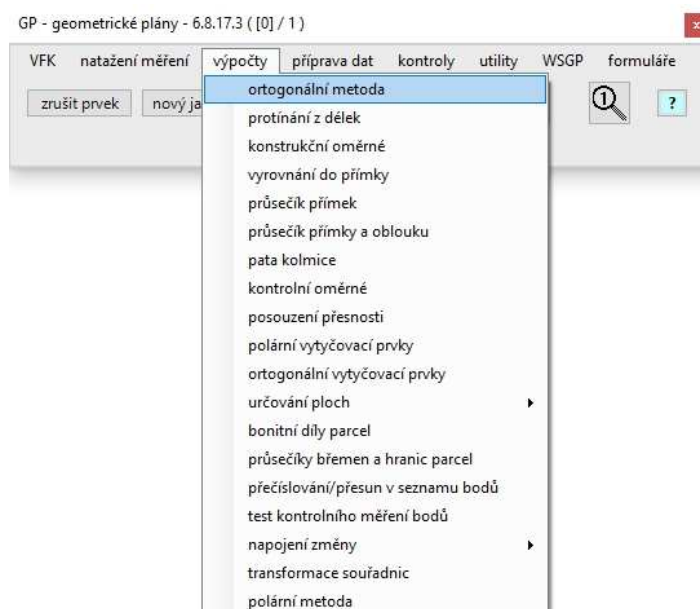 GP - geometrické plány - 6.8.17.3 ( [0] / 1 )
x
VFK natažení měření výpočty příprava dat kontroly utility WSGP formuláře
zrušit prvek nový ja
1
?
ortogonální metoda
protínání z délek
konstrukční oměrné
vyrovnání do přímky
průsečík přímek
průsečík přímky a oblouku
pata kolmice
kontrolní oměrné
posouzení přesnosti
polární vytyčovací prvky
ortogonální vytyčovací prvky
určování ploch
bonitní díly parcel
průsečíky břemen a hranic parcel
přečíslování/přesun v seznamu bodů
test kontrolního měření bodů
napojení změny
transformace souřadnic
polární metoda